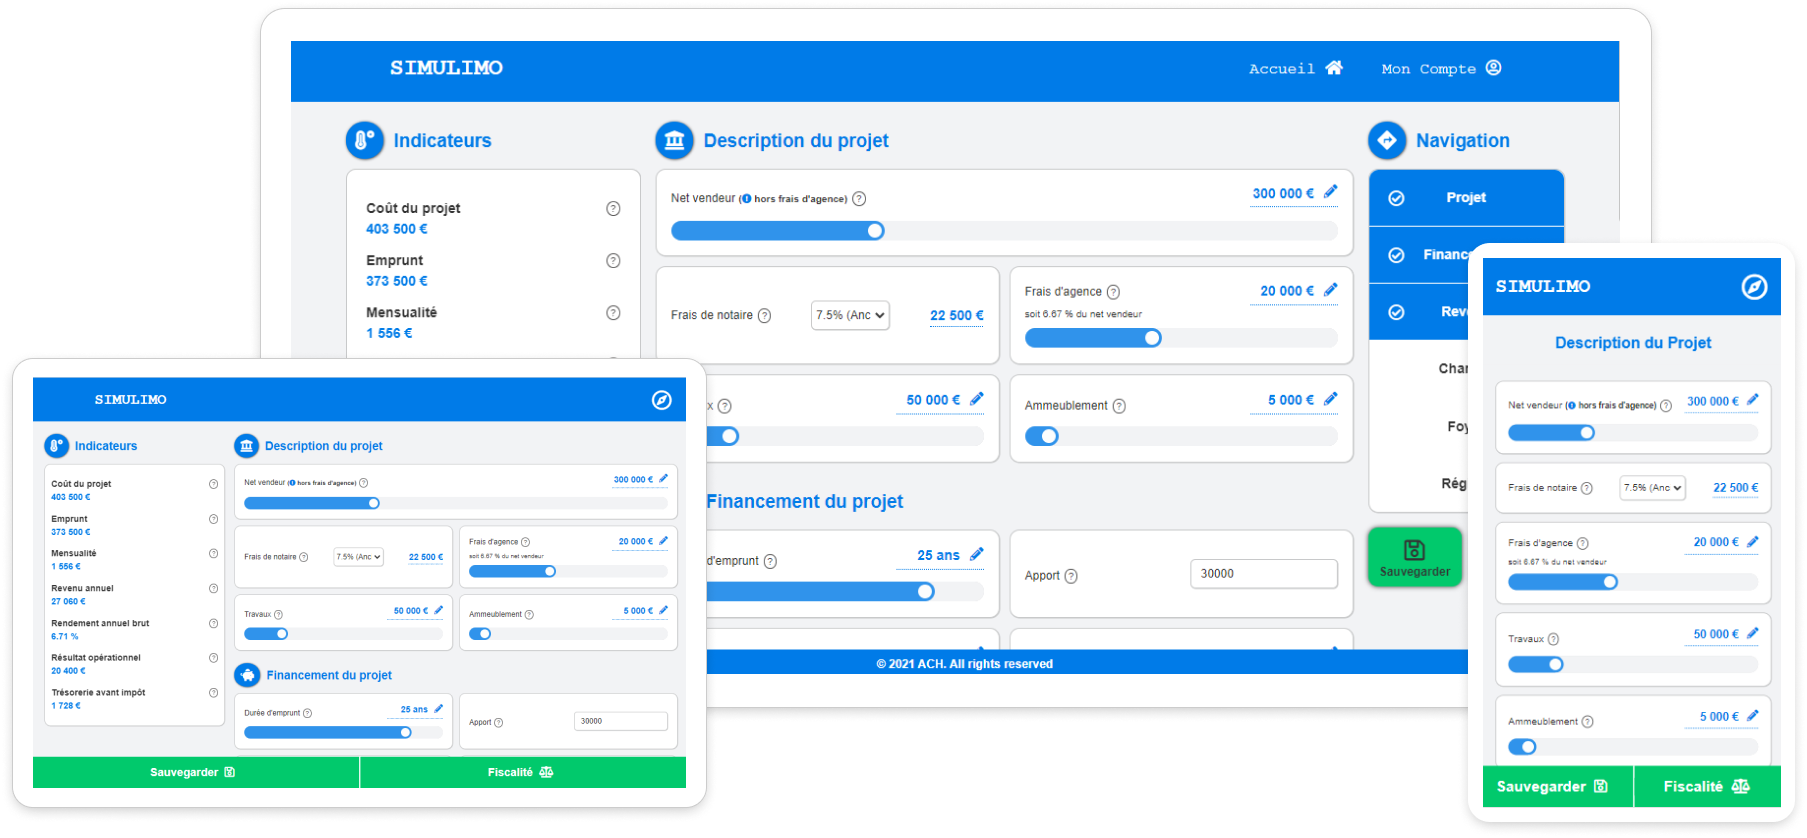 SIMULIMO
Accueil
Mon Compte
Indicateurs
Coût du projet
403 500 €
Emprunt
373 500 €
Mensualité
1 556 €
Description du projet
Net vendeur (hors frais d'agence)
300 000 €
Frais de notaire
7.5% (Anc
22 500 €
Frais d'agence
20 000 €
soit 6.67 % du net vendeur
x
50 000 €
Ammeublement
5 000 €
Financement du projet
d'emprunt
25 ans
Apport
30000
Navigation
Projet
Financ
Reve
Char
Foy
Rég
Sauvegarder
© 2021 ACH. All rights reserved
SIMULIMO
Indicateurs
Coût du projet
403 500 €
Emprunt
373 500 €
Mensualité
1 556 €
Revenu annuel
27 060 €
Rendement annuel brut
6.71 %
Résultat opérationnel
20 400 €
Trésorerie avant impôt
1 728 €
Description du projet
Net vendeur (hors frais d'agence)
300 000 €
Frais de notaire
7.5% (Anc
22 500 €
Frais d'agence
20 000 €
soit 6.67 % du net vendeur
Travaux
50 000 €
Ammeublement
5 000 €
Financement du projet
Durée d'emprunt
25 ans
Apport
30000
Sauvegarder
Fiscalité
SIMULIMO
Description du Projet
Net vendeur (hors frais d'agence)
300 000 €
Frais de notaire
7.5% (Anc
22 500 €
Frais d'agence
20 000 €
soit 6.67 % du net vendeur
Travaux
50 000 €
Ammeublement
5 000 €
Sauvegarder
Fiscalité